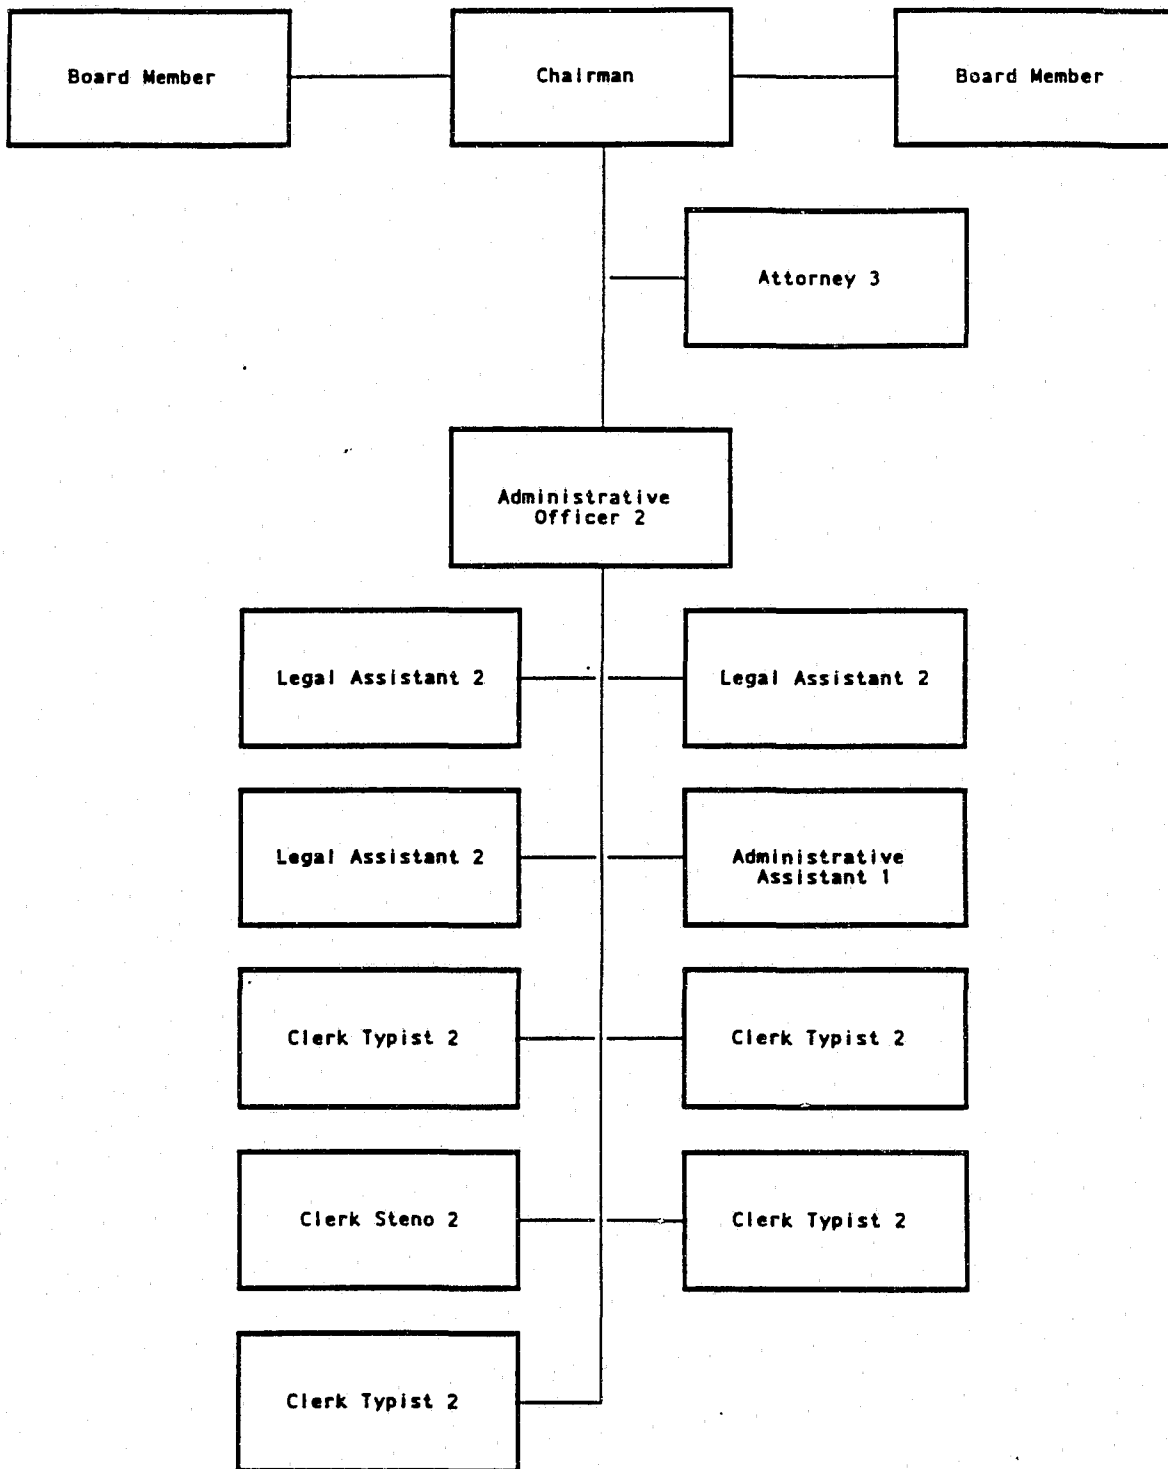 Board Member
Chairman
Board Member
Attorney 3
Administrative
Officer 2
Legal Assistant 2
Legal Assistant 2
Legal Assistant 2
Administrative
Assistant 1
Clerk Typist 2
Clerk Typist 2
Clerk Steno 2
Clerk Typist 2
Clerk Typist 2